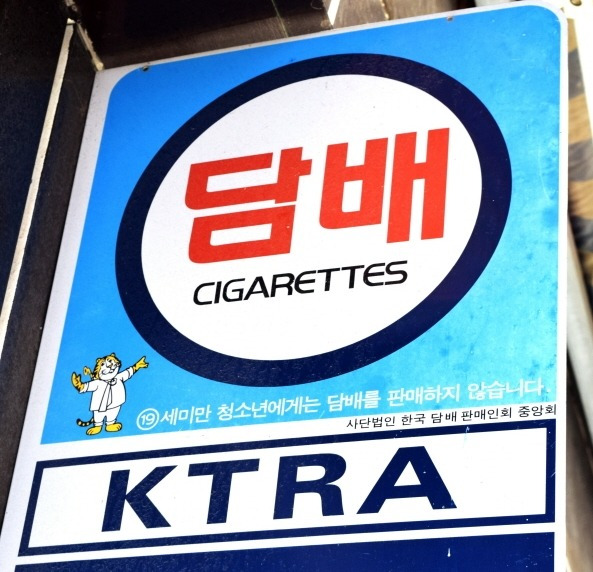 담배
CIGARETTES
⑲세미만 청소년에게는 담배를 판매하지 않습니다.
사단법인 한국 담배 판매인회 중앙회
KTRA